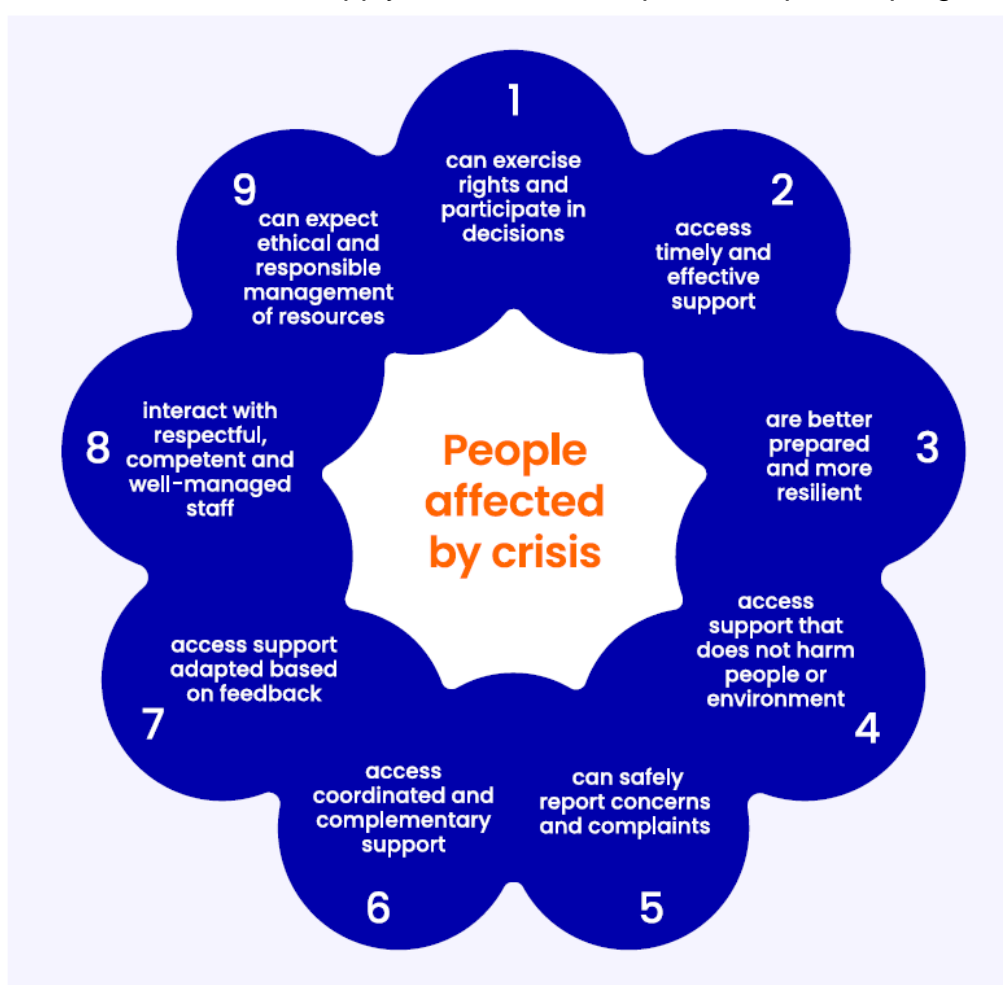 People
affected
by crisis
1
can exercise
rights and
participate in
decisions
2
access
timely and
effective
support
3
are better
prepared
and more
resilient
4
access
support that
does not harm
people or
environment
5
can safely
report concerns
and complaints
6
access
coordinated and
complementary
support
7
access support
adapted based
on feedback
8
interact with
respectful,
competent and
well-managed
staff
9
can expect
ethical and
responsible
management
of resources